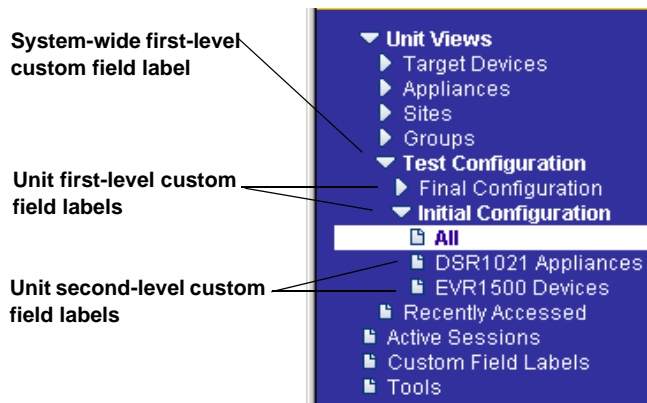 System-wide first-level
custom field label
Unit first-level custom
field labels
Unit second-level custom
field labels
Unit Views
Target Devices
Appliances
Sites
Groups
Test Configuration
Final Configuration
Initial Configuration
All
DSR1021 Appliances
EVR1500 Devices
Recently Accessed
Active Sessions
Custom Field Labels
Tools